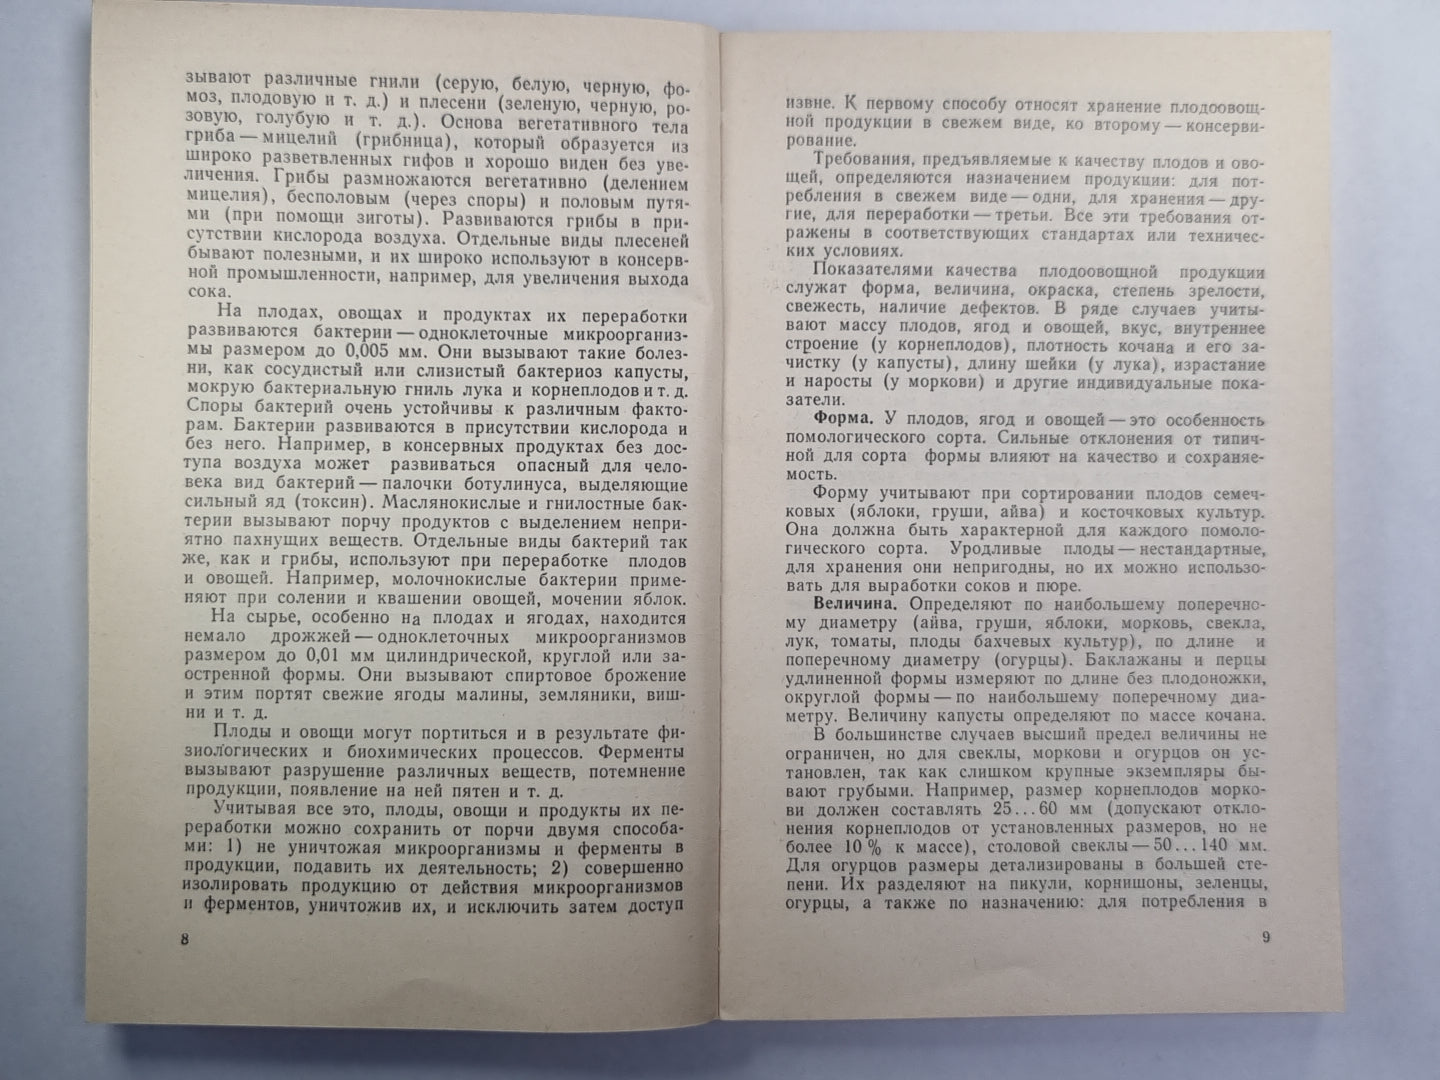 зывают различные гнили (серую, белую, черную, фо-
моз, плодовую и т. д.) и плесени (зеленую, черную, ро-
зовую, голубую и т. д.). Основа вегетативного тела
гриба — мицелий (грибница), который образуется из
широко разветвленных гифов и хорошо виден без уве-
личения. Грибы размножаются вегетативно (делением
мицелия), бесполовым (через споры) и половым путя-
ми (при помощи зиготы). Развиваются грибы в при-
сутствии кислорода воздуха. Отдельные виды плесеней
бывают полезными, и их широко используют в консерв-
ной промышленности, например, для увеличения выхода
сока.
На плодах, овощах и продуктах их переработки
развиваются бактерии — одноклеточные микроорганиз-
мы размером до 0,005 мм. Они вызывают такие болез-
ни, как сосудистый или слизистый бактериоз капусты,
мокрую бактериальную гниль лука и корнеплодов и т. д.
Споры бактерий очень устойчивы к различным факто-
рам. Бактерии развиваются в присутствии кислорода и
без него. Например, в консервных продуктах без дос-
тупа воздуха может развиваться опасный для чело-
века вид бактерий — палочки ботулинуса, выделяющие
сильный яд (токсин). Маслянокислые и гнилостные бак-
терии вызывают порчу продуктов с выделением непри-
ятно пахнущих веществ. Отдельные виды бактерий так
же, как и грибы, используют при переработке плодов
и овощей. Например, молочнокислые бактерии приме-
няют при солении и квашении овощей, мочении яблок.
На сырье, особенно на плодах и ягодах, находится
немало дрожжей — одноклеточных микроорганизмов
размером до 0,01 мм цилиндрической, круглой или за-
остренной формы. Они вызывают спиртовое брожение
и этим портят свежие ягоды малины, земляники, виш-
ни и т. д.
Плоды и овощи могут портиться и в результате фи-
зиологических и биохимических процессов. Ферменты
вызывают разрушение различных веществ, потемнение
продукции, появление на ней пятен и т. д.
Учитывая все это, плоды, овощи и продукты их пе-
реработки можно сохранить от порчи двумя способа-
ми: 1) не уничтожая микроорганизмы и ферменты в
продукции, подавить их деятельность; 2) совершенно
изолировать продукцию от действия микроорганизмов
и ферментов, уничтожив их, и исключить затем доступ
8
извне. К первому способу относят хранение плодоовощ-
ной продукции в свежем виде, ко второму — консерви-
рование.
Требования, предъявляемые к качеству плодов и ово-
щей, определяются назначением продукции: для пот-
ребления в свежем виде — одни, для хранения — дру-
гие, для переработки — третьи. Все эти требования от-
ражены в соответствующих стандартах или техничес-
ких условиях.
Показателями качества плодоовощной продукции
служат форма, величина, окраска, степень зрелости,
свежесть, наличие дефектов. В ряде случаев учиты-
вают массу плодов, ягод и овощей, вкус, внутреннее
строение (у корнеплодов), плотность кочана и его за-
чистку (у капусты), длину шейки (у лука), израстание
и наросты (у моркови) и другие индивидуальные пока-
затели.
Форма. У плодов, ягод и овощей — это особенность
помологического сорта. Сильные отклонения от типич-
ной для сорта формы влияют на качество и сохраняе-
мость.
Форму учитывают при сортировании плодов семеч-
ковых (яблоки, груши, айва) и косточковых культур.
Она должна быть характерной для каждого помоло-
гического сорта. Уродливые плоды — нестандартные,
для хранения они непригодны, но их можно использо-
вать для выработки соков и пюре.
Величина. Определяют по наибольшему поперечно-
му диаметру (айва, груши, яблоки, морковь, свекла,
лук, томаты, плоды бахчевых культур), по длине и
поперечному диаметру (огурцы). Баклажаны и перцы
удлиненной формы измеряют по длине без плодоножки,
округлой формы — по наибольшему поперечному диа-
метру. Величину капусты определяют по массе кочана.
В большинстве случаев высший предел величины не
ограничен, но для свеклы, моркови и огурцов он ус-
тановлен, так как слишком крупные экземпляры бы-
вают грубыми. Например, размер корнеплодов морко-
ви должен составлять 25...60 мм (допускают откло-
нения корнеплодов от установленных размеров, но не
более 10 % к массе), столовой свеклы — 50...140 мм.
Для огурцов размеры детализированы в большей сте-
пени. Их разделяют на пикули, корнишоны, зеленцы,
огурцы, а также по назначению: для потребления в
9